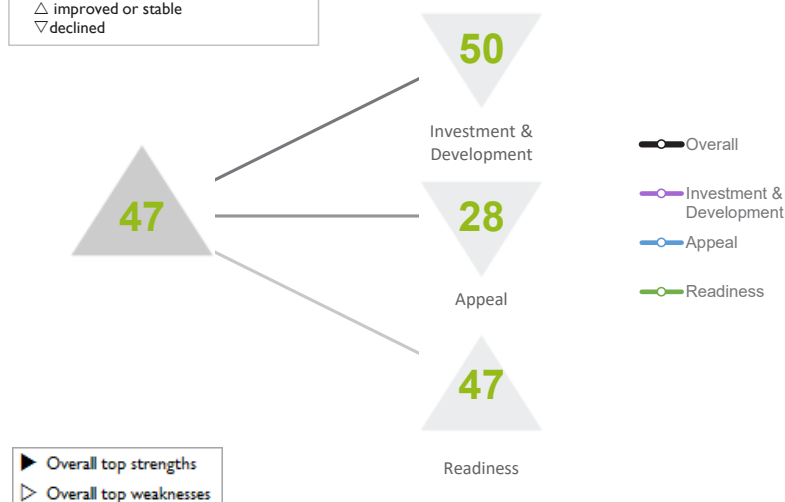 △ improved or stable
▽ declined
50
Investment &
Development
47
28
Appeal
47
Readiness
Overall
Investment &
Development
Appeal
Readiness
▶ Overall top strengths
▷ Overall top weaknesses